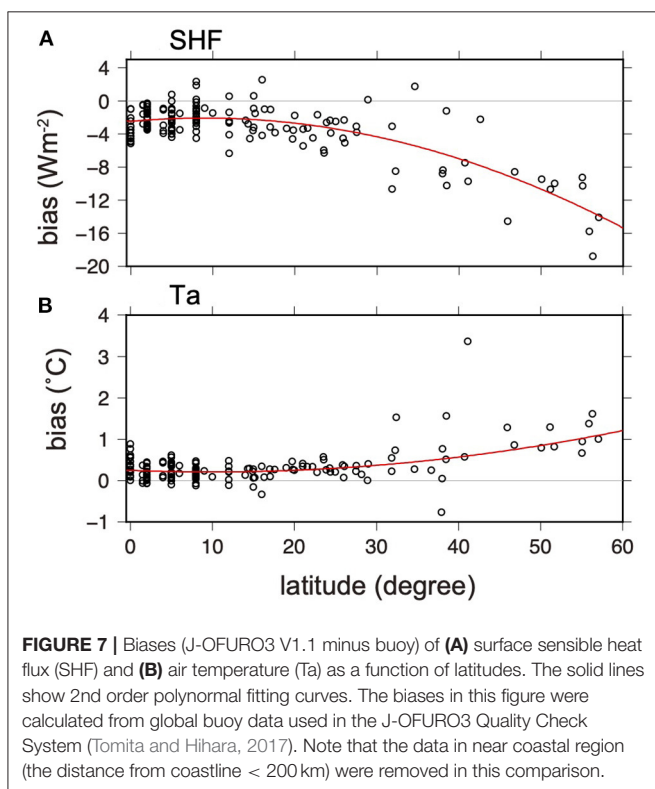 A SHF
4
0
−4
−8
−12
−16
−20
bias (Wm-2)
B Ta
4
3
2
1
0
−1
bias (˚C)
0 10 20 30 40 50 60
latitude (degree)
FIGURE 7 | Biases (J-OFURO3 V1.1 minus buoy) of (A) surface sensible heat
flux (SHF) and (B) air temperature (Ta) as a function of latitudes. The solid lines
show 2nd order polynormal fitting curves. The biases in this figure were
calculated from global buoy data used in the J-OFURO3 Quality Check
System (Tomita and Hihara, 2017). Note that the data in near coastal region
(the distance from coastline < 200 km) were removed in this comparison.